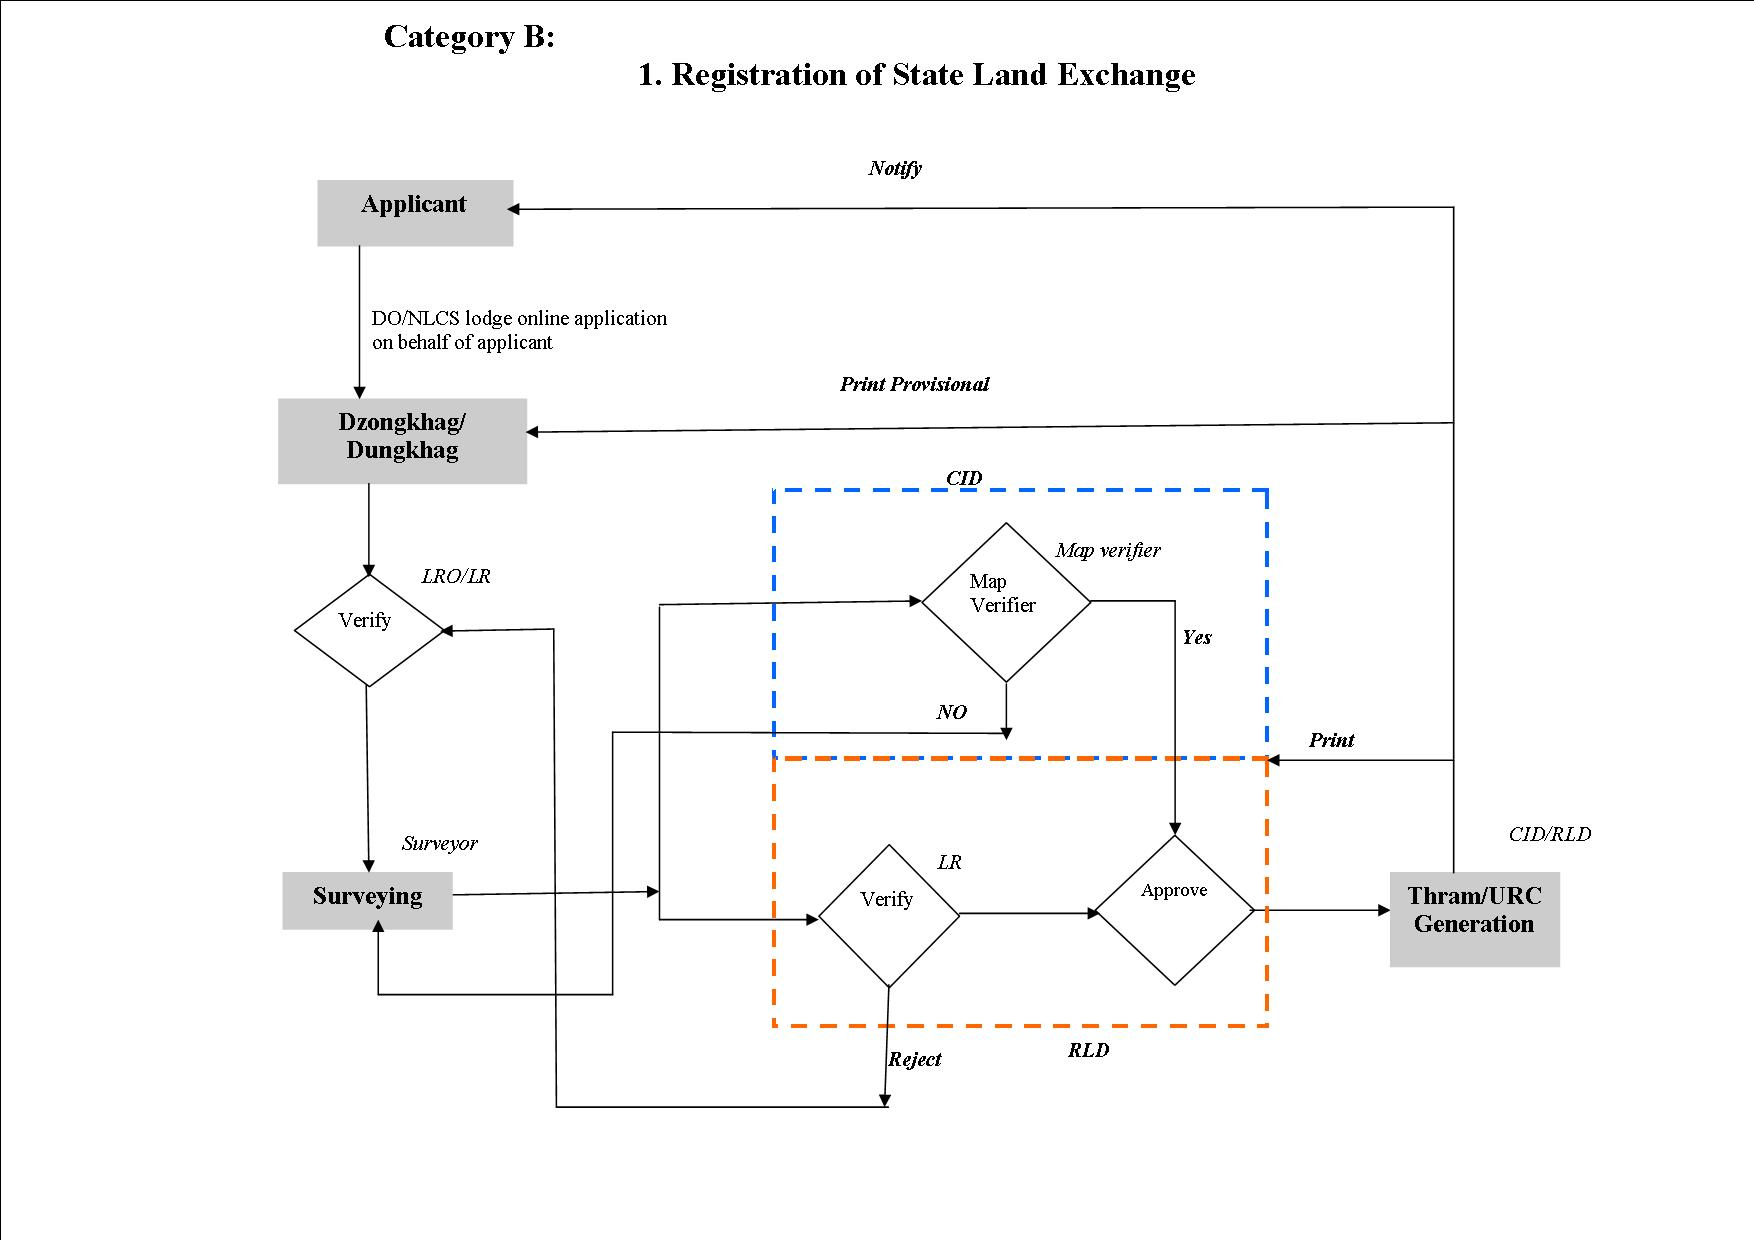 Category B:
1. Registration of State Land Exchange
Notify
Applicant
DO/NLCS lodge online application
on behalf of applicant
Print Provisional
Dzongkhag/
Dungkhag
CID
Map verifier
Map
Verifier
LRO/LR
Verify
Yes
NO
Print
Surveyor
CID/RLD
LR
Surveying
Verify
Approve
Thram/URC
Generation
Reject
RLD